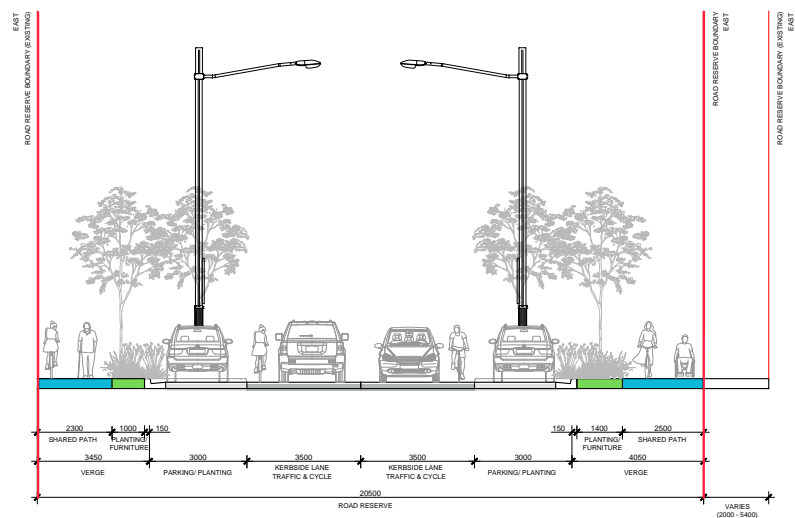 EAST
ROAD RESERVE BOUNDARY (EXISTING)
EAST
ROAD RESERVE BOUNDARY
EAST
ROAD RESERVE BOUNDARY (EXISTING)
2300
1000
150
150
1400
2500
SHARED PATH
PLANTING/
FURNITURE
PLANTING/
FURNITURE
SHARED PATH
3450
3000
3500
3500
3000
4050
VERGE
PARKING/ PLANTING
KERBSIDE LANE
TRAFFIC & CYCLE
KERBSIDE LANE
TRAFFIC & CYCLE
PARKING/ PLANTING
VERGE
20500
ROAD RESERVE
VARIES
(2000 - 5400)